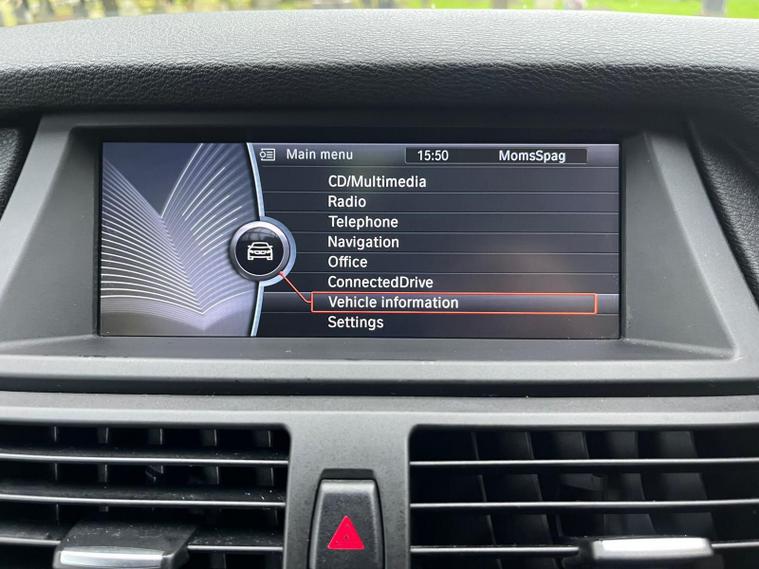 Main menu 15:50 MomsSpag
CD/Multimedia
Radio
Telephone
Navigation
Office
ConnectedDrive
Vehicle information
Settings